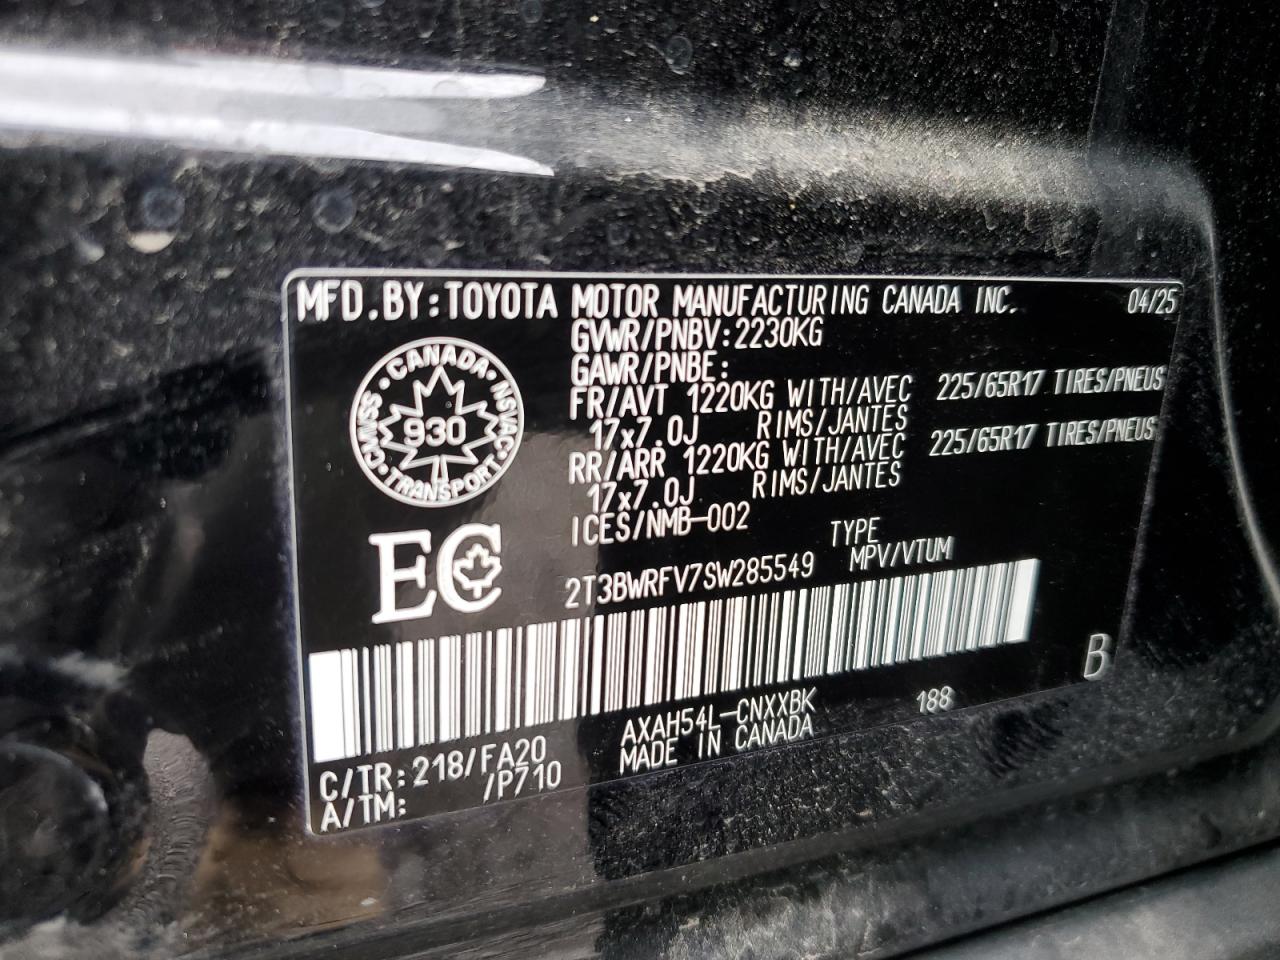 MFD.BY:TOYOTA MOTOR MANUFACTURING CANADA INC. 04/25
GVWR/PNBV:2230KG
GAWR/PNBE:
FR/AVT 1220KG WITH/AVEC 225/65R17 TIRES/PNEUS
17x7.0J RIMS/JANTES
RR/ARR 1220KG WITH/AVEC 225/65R17 TIRES/PNEUS
17x7.0J RIMS/JANTES
ICES/NMB-002
CANADA
CMVSS NSVAC
930
TRANSPORT
EC
TYPE
2T3BWRFV7SW285549 MPV/VTUM
B
C/TR:218/FA20 AXAH54L-CNXXBK 188
A/TM: /P710 MADE IN CANADA